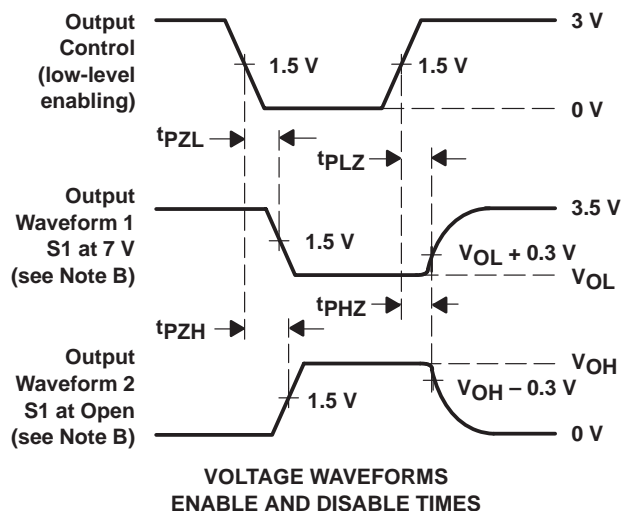 Output
Control
(low-level
enabling)
3 V
1.5 V
1.5 V
0 V
tPZL
tPLZ
Output
Waveform 1
S1 at 7 V
(see Note B)
3.5 V
1.5 V
VOL + 0.3 V
VOL
tPHZ
tPZH
Output
Waveform 2
S1 at Open
(see Note B)
VOH
1.5 V
VOH – 0.3 V
0 V
VOLTAGE WAVEFORMS
ENABLE AND DISABLE TIMES